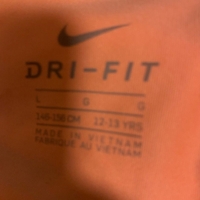 DRI-FIT
L G G
146-156 CM 12-13 YRS
MADE IN VIETNAM
FABRIQUÉ AU VIETNAM